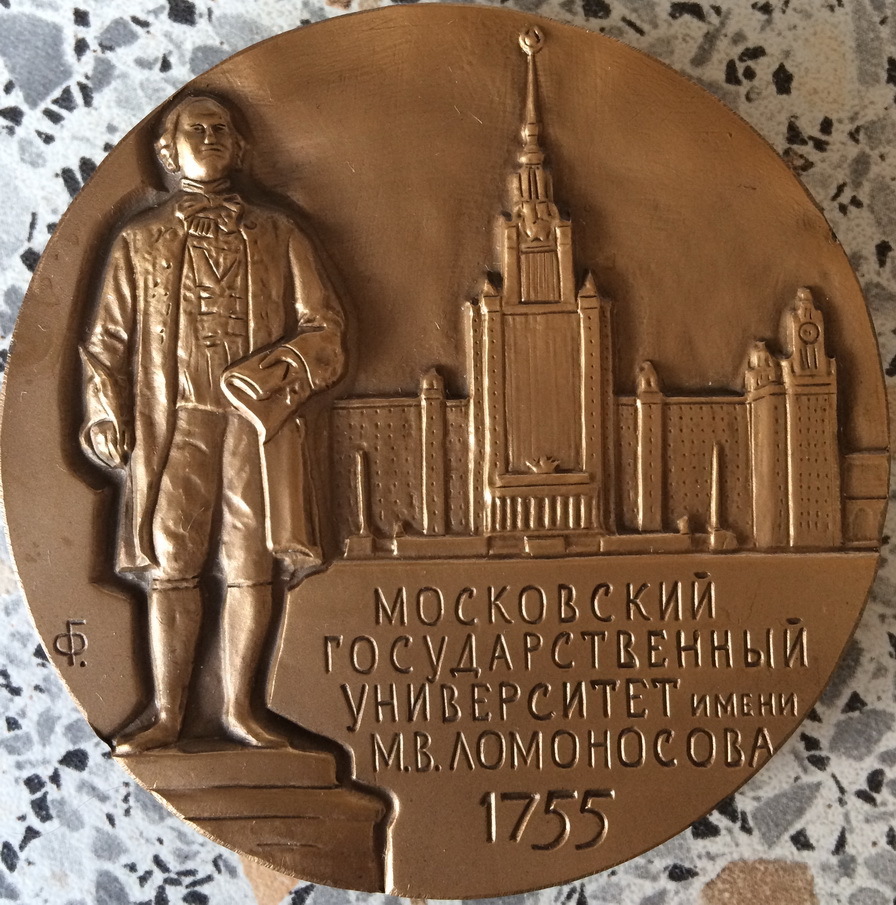 МОСКОВСКИЙ
ГОСУДАРСТВЕННЫЙ
УНИВЕРСИТЕТ ИМЕНИ
М.В. ЛОМОНОСОВА
1755